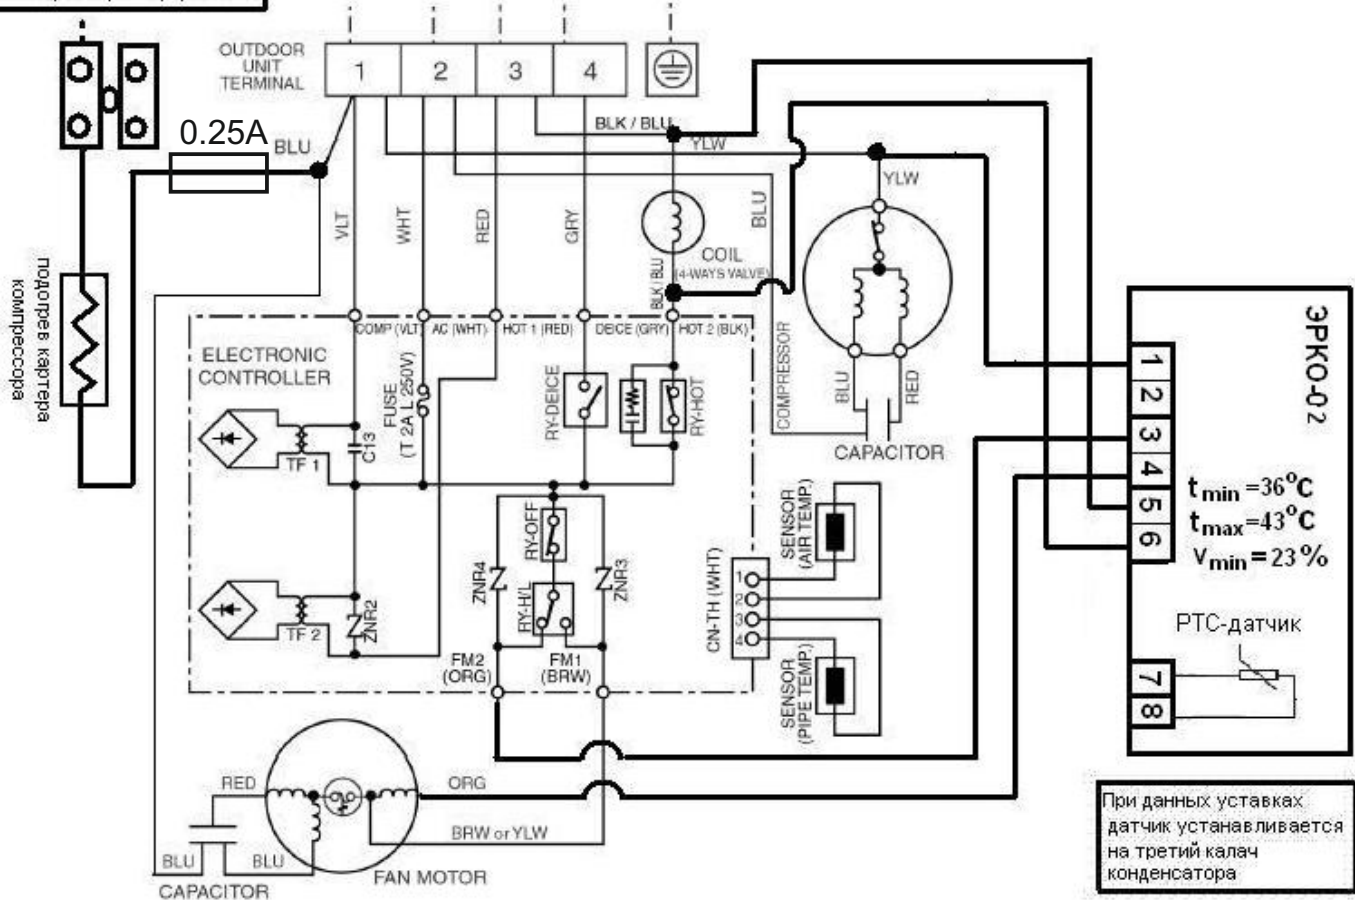 OUTDOOR
UNIT
TERMINAL
1
2
3
4
0.25A
BLU
BLK / BLU
YLW
YLW
VLT
WHT
RED
GRY
BLU
COIL
(4-WAYS VALVE)
BLK / BLU
подогрев картера
компрессора
COMP (VLT)
AC (WHT)
HOT 1 (RED)
DEICE (GRY)
HOT 2 (BLK)
ELECTRONIC
CONTROLLER
FUSE
(T 2A L 250V)
RY-DEICE
RY-HOT
COMPRESSOR
BLU
RED
CAPACITOR
TF 1
C13
RY-OFF
RY-H/L
ZNR4
ZNR3
TF 2
ZNR2
FM2
(ORG)
FM1
(BRW)
CN-TH (WHT)
1
2
3
4
SENSOR
(AIR TEMP.)
SENSOR
(PIPE TEMP.)
ЭРКО-02
1
2
3
4
5
6
t min =36°C
t max =43°C
V min = 23%
РТС-датчик
7
8
RED
ORG
BRW or YLW
BLU
BLU
CAPACITOR
FAN MOTOR
При данных уставках
датчик устанавливается
на третий калач
конденсатора